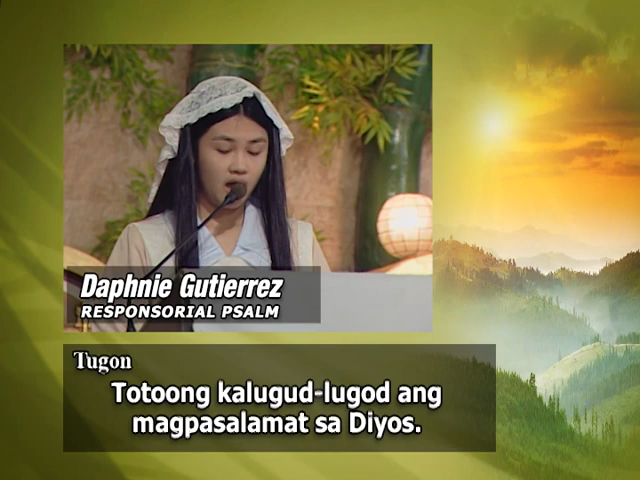 Daphnie Gutierrez
RESPONSORIAL PSALM
Tugon
Totoong kalugud-lugod ang
magpasalamat sa Diyos.